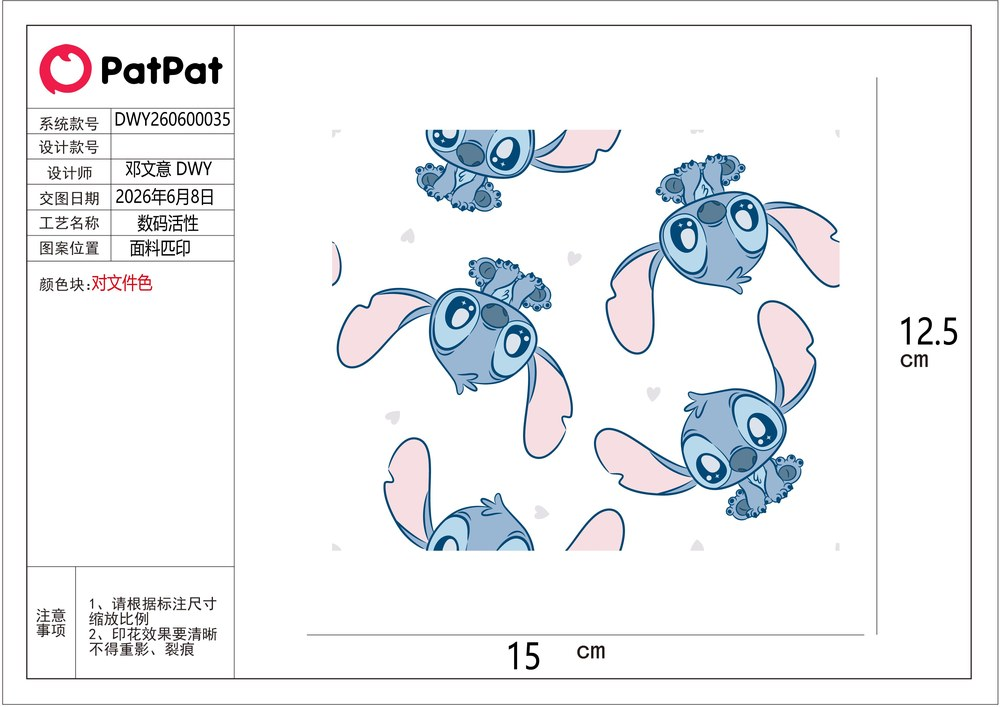 PatPat
系统款号 DWY260600035
设计款号
设计师 邓文意 DWY
交图日期 2026年6月8日
工艺名称 数码活性
图案位置 面料匹印
颜色块:对文件色
12.5
cm
15 cm
注意
事项
1、请根据标注尺寸
缩放比例
2、印花效果要清晰
不得重影、裂痕